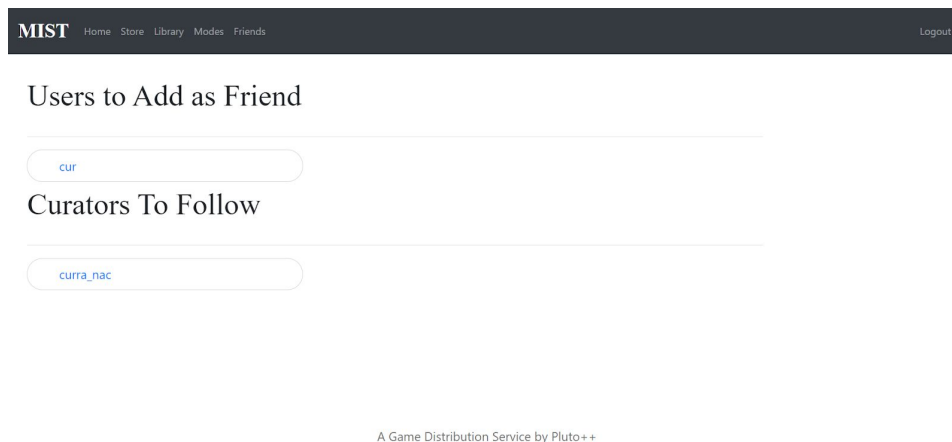 MIST Home Store Library Modes Friends Logout
Users to Add as Friend
cur
Curators To Follow
curra_nac
A Game Distribution Service by Pluto++